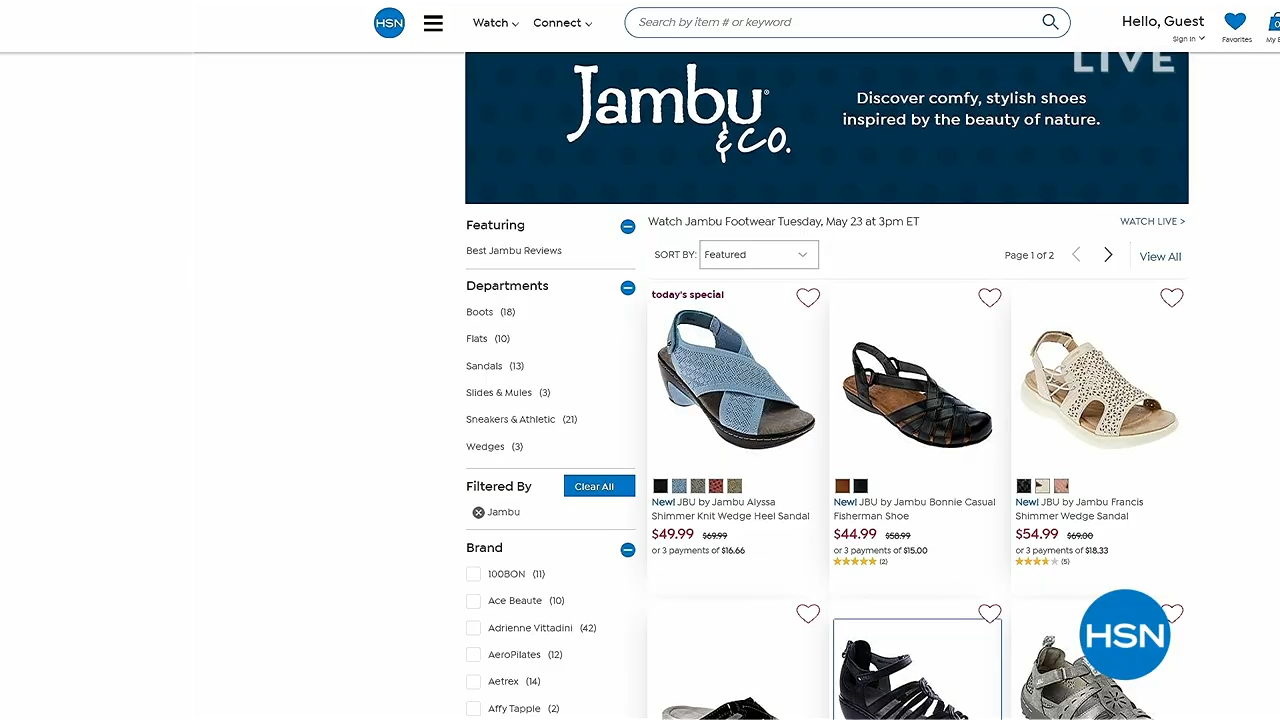 HSN
Watch
Connect
Search by item # or keyword
Hello, Guest
Sign In
Favorites
0
My
LIVE
Jambu
& CO.
Discover comfy, stylish shoes
inspired by the beauty of nature.
Featuring
Best Jambu Reviews
Departments
Boots (18)
Flats (10)
Sandals (13)
Slides & Mules (3)
Sneakers & Athletic (21)
Wedges (3)
Filtered By
Clear All
Jambu
Brand
100BON (11)
Ace Beaute (10)
Adrienne Vittadini (42)
AeroPilates (12)
Aetrex (14)
Affy Tapple (2)
Watch Jambu Footwear Tuesday, May 23 at 3pm ET
WATCH LIVE >
SORT BY: Featured
Page 1 of 2
View All
today's special
New! JBU by Jambu Alyssa
Shimmer Knit Wedge Heel Sandal
$49.99 $69.99
or 3 payments of $16.66
New! JBU by Jambu Bonnie Casual
Fisherman Shoe
$44.99 $58.99
or 3 payments of $15.00
(2)
New! JBU by Jambu Francis
Shimmer Wedge Sandal
$54.99 $69.00
or 3 payments of $18.33
(5)
HSN